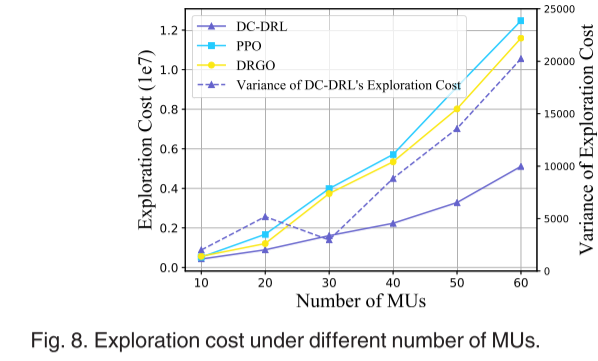 Exploration Cost (1e7)
1.2
1.0
0.8
0.6
0.4
0.2
0.0
DC-DRL
PPO
DRGO
Variance of DC-DRL's Exploration Cost
25000
20000
15000
10000
5000
0
Variance of Exploration Cost
10 20 30 40 50 60
Number of MUs
Fig. 8. Exploration cost under different number of MUs.